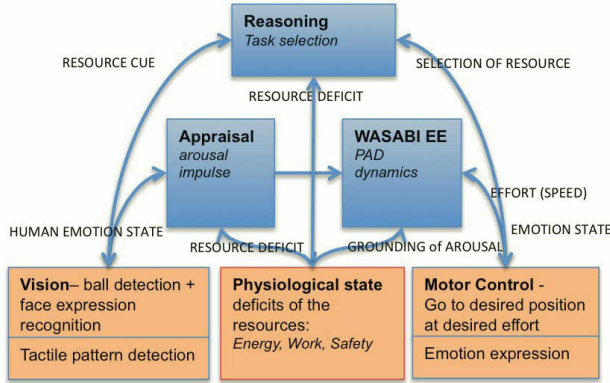 Reasoning
Task selection
RESOURCE CUE
SELECTION OF RESOURCE
RESOURCE DEFICIT
Appraisal
arousal
impulse
WASABI EE
PAD
dynamics
EFFORT (SPEED)
HUMAN EMOTION STATE
EMOTION STATE
RESOURCE DEFICIT
GROUNDING of AROUSAL
Vision– ball detection +
face expression
recognition
Tactile pattern detection
Physiological state
deficits of the
resources:
Energy, Work, Safety
Motor Control -
Go to desired position
at desired effort
Emotion expression